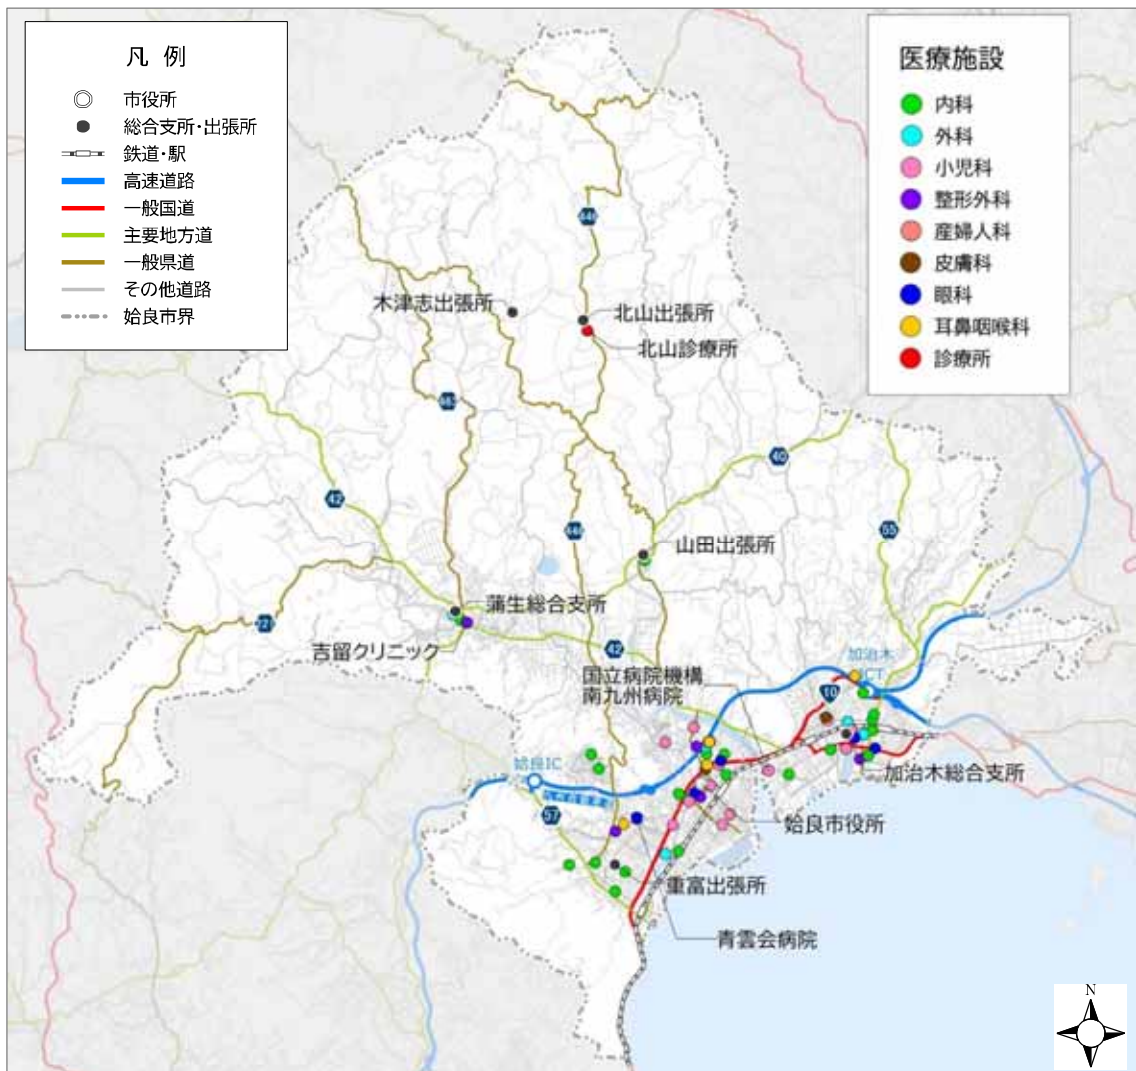 凡 例
市役所
総合支所・出張所
鉄道・駅
高速道路
一般国道
主要地方道
一般県道
その他道路
姶良市界
医療施設
内科
外科
小児科
整形外科
産婦人科
皮膚科
眼科
耳鼻咽喉科
診療所
446
木津志出張所
北山出張所
北山診療所
463
40
42
446
55
山田出張所
蒲生総合支所
吉留クリニック
42
国立病院機構
南九州病院
加治木
JCT
10
姶良IC
57
加治木総合支所
姶良市役所
重富出張所
青雲会病院
N